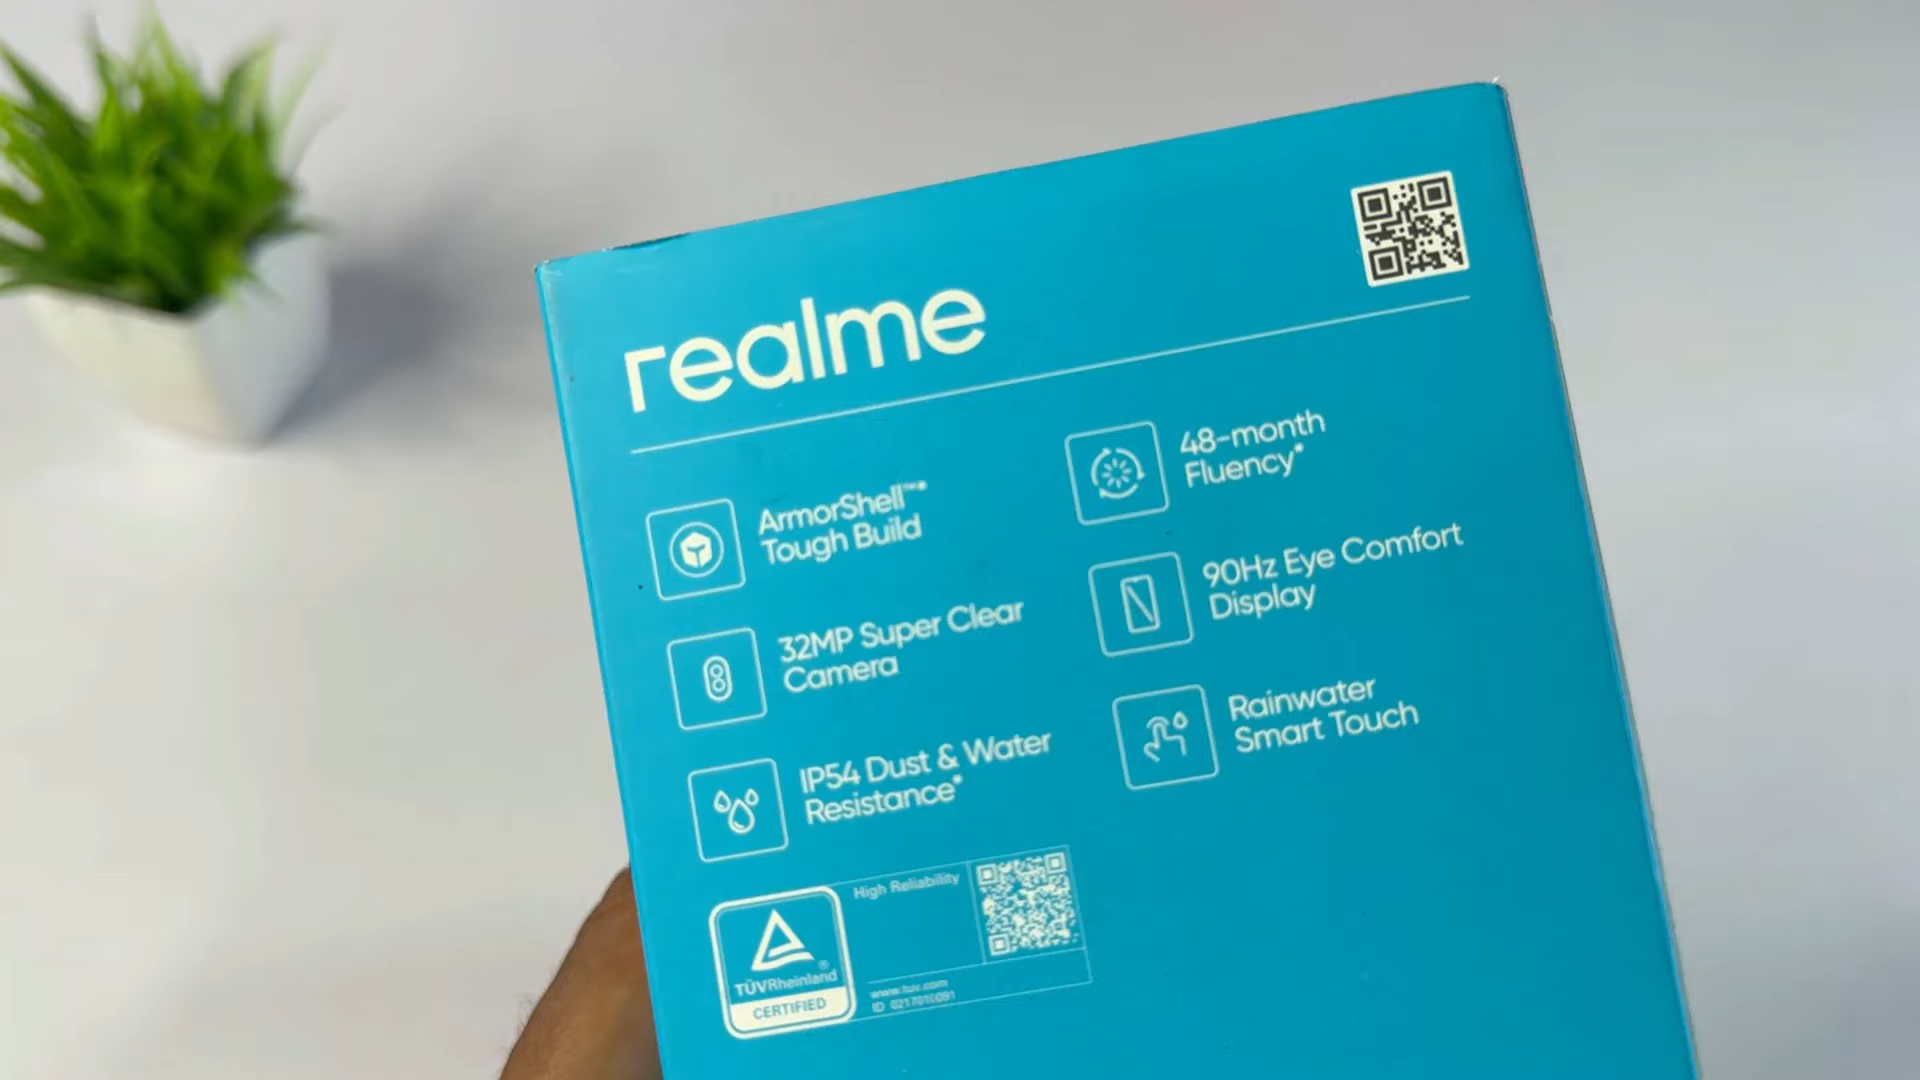 realme
ArmorShell™*
Tough Build
32MP Super Clear
Camera
IP54 Dust & Water
Resistance*
48-month
Fluency*
90Hz Eye Comfort
Display
Rainwater
Smart Touch
TÜVRheinland®
CERTIFIED
High Reliability
www.tuv.com
ID